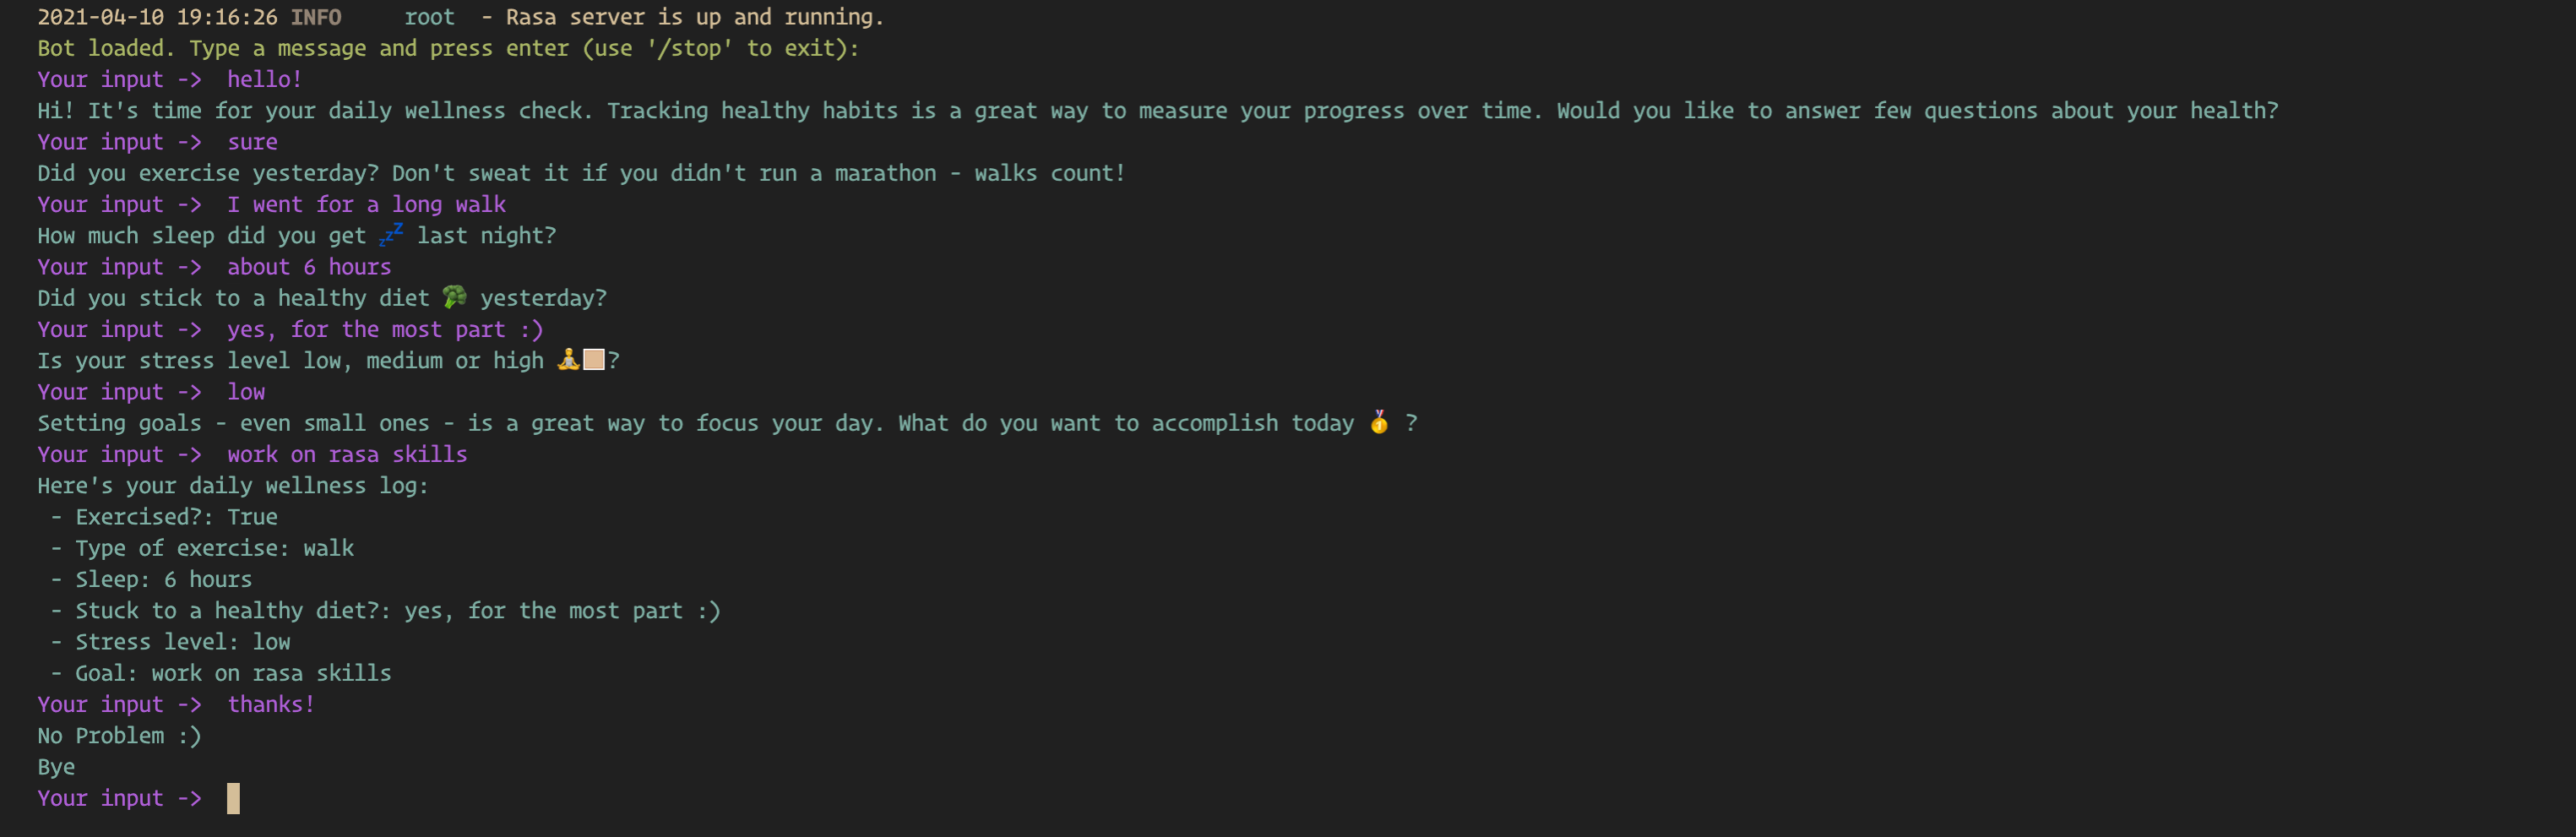 2021-04-10 19:16:26 INFO     root  - Rasa server is up and running.
Bot loaded. Type a message and press enter (use '/stop' to exit):
Your input ->  hello!
Hi! It's time for your daily wellness check. Tracking healthy habits is a great way to measure your progress over time. Would you like to answer few questions about your health?
Your input ->  sure
Did you exercise yesterday? Don't sweat it if you didn't run a marathon - walks count!
Your input ->  I went for a long walk
How much sleep did you get 💤 last night?
Your input ->  about 6 hours
Did you stick to a healthy diet 🥦 yesterday?
Your input ->  yes, for the most part :)
Is your stress level low, medium or high 🧘🏼?
Your input ->  low
Setting goals - even small ones - is a great way to focus your day. What do you want to accomplish today 🥇 ?
Your input ->  work on rasa skills
Here's your daily wellness log:
 - Exercised?: True
 - Type of exercise: walk
 - Sleep: 6 hours
 - Stuck to a healthy diet?: yes, for the most part :)
 - Stress level: low
 - Goal: work on rasa skills
Your input ->  thanks!
No Problem :)
Bye
Your input ->